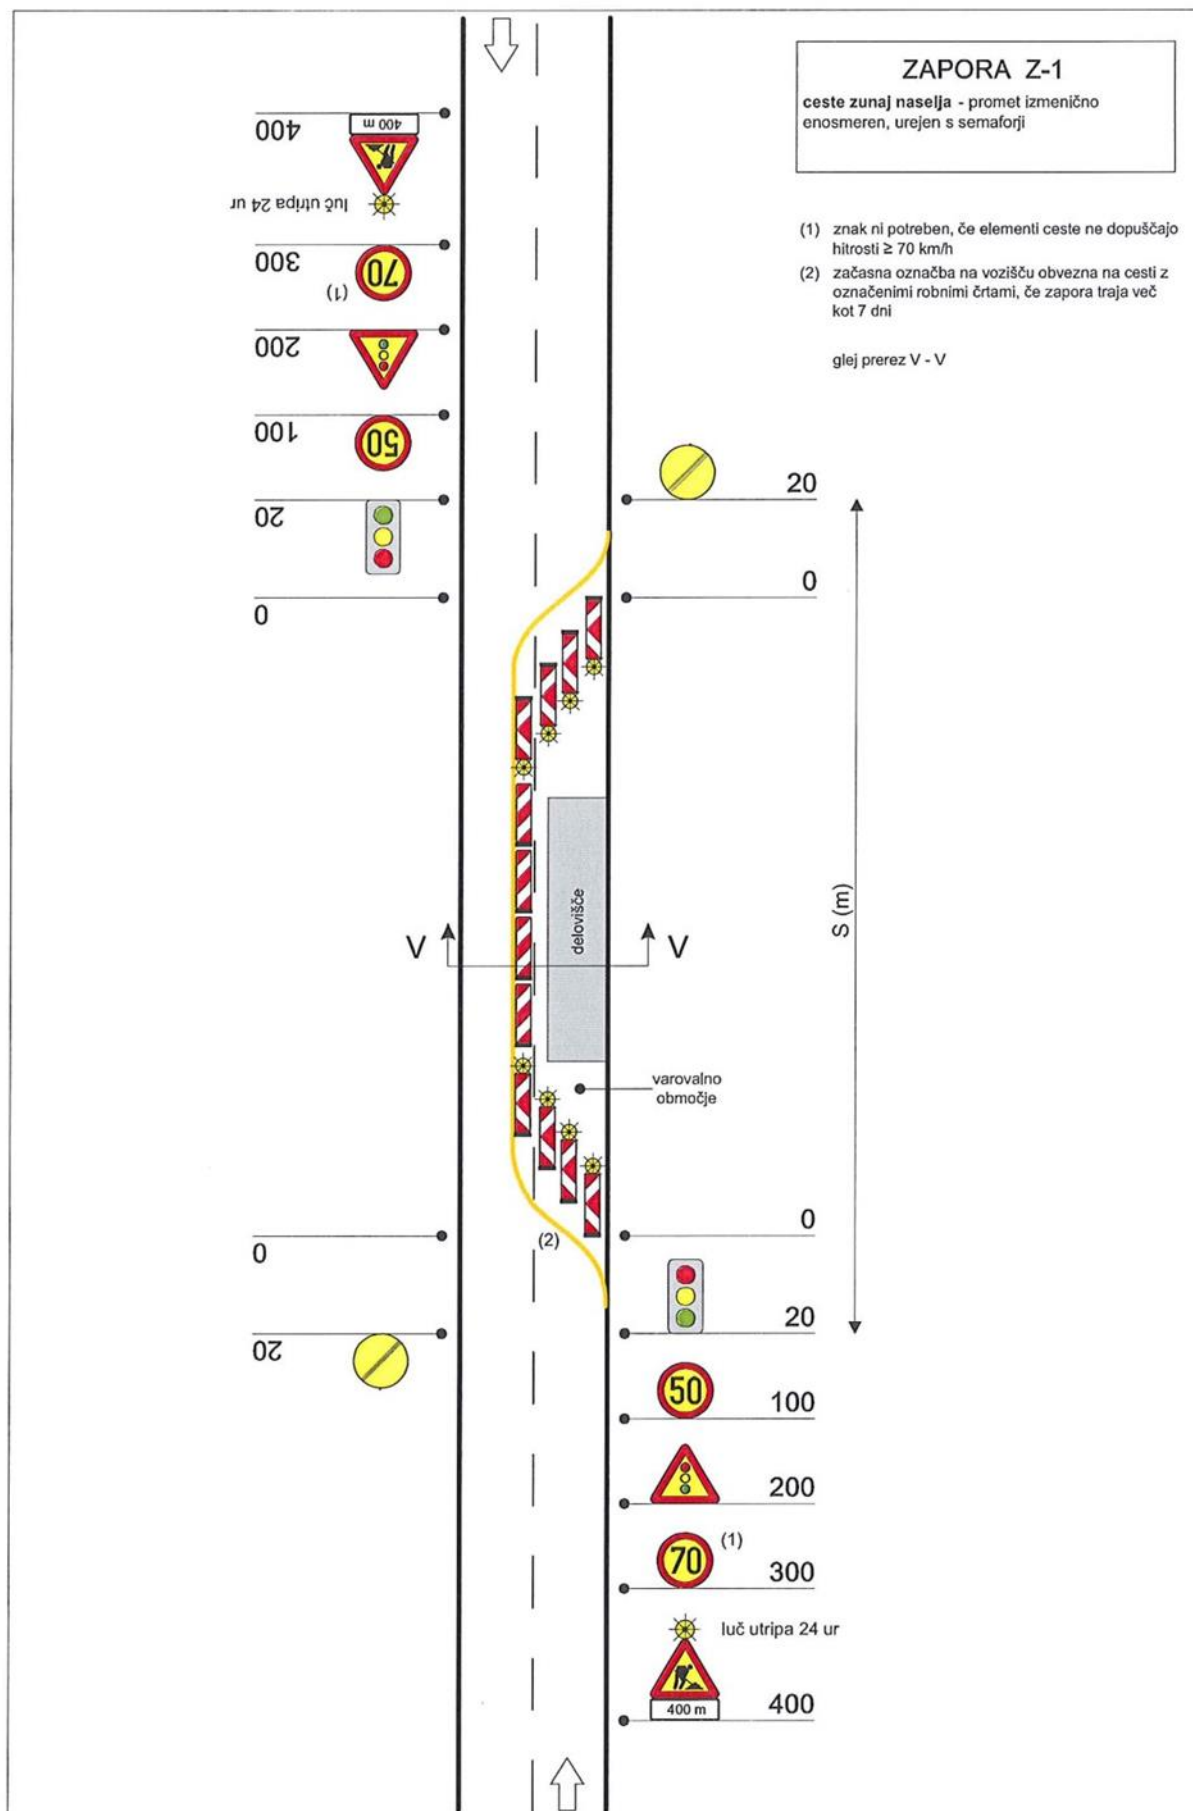 ZAPORA Z-1
ceste zunaj naselja - promet izmenično
enosmeren, urejen s semaforji
(1) znak ni potreben, če elementi ceste ne dopuščajo
hitrosti ≥ 70 km/h
(2) začasna označba na vozišču obvezna na cesti z
označenimi robnimi črtami, če zapora traja več
kot 7 dni
glej prerez V - V
400
400 m
luč utripa 24 ur
300
70
(1)
200
100
50
20
0
20
0
S (m)
delovišče
V
V
varovalno
območje
0
(2)
20
0
20
50
100
200
70
(1)
300
luč utripa 24 ur
400 m
400